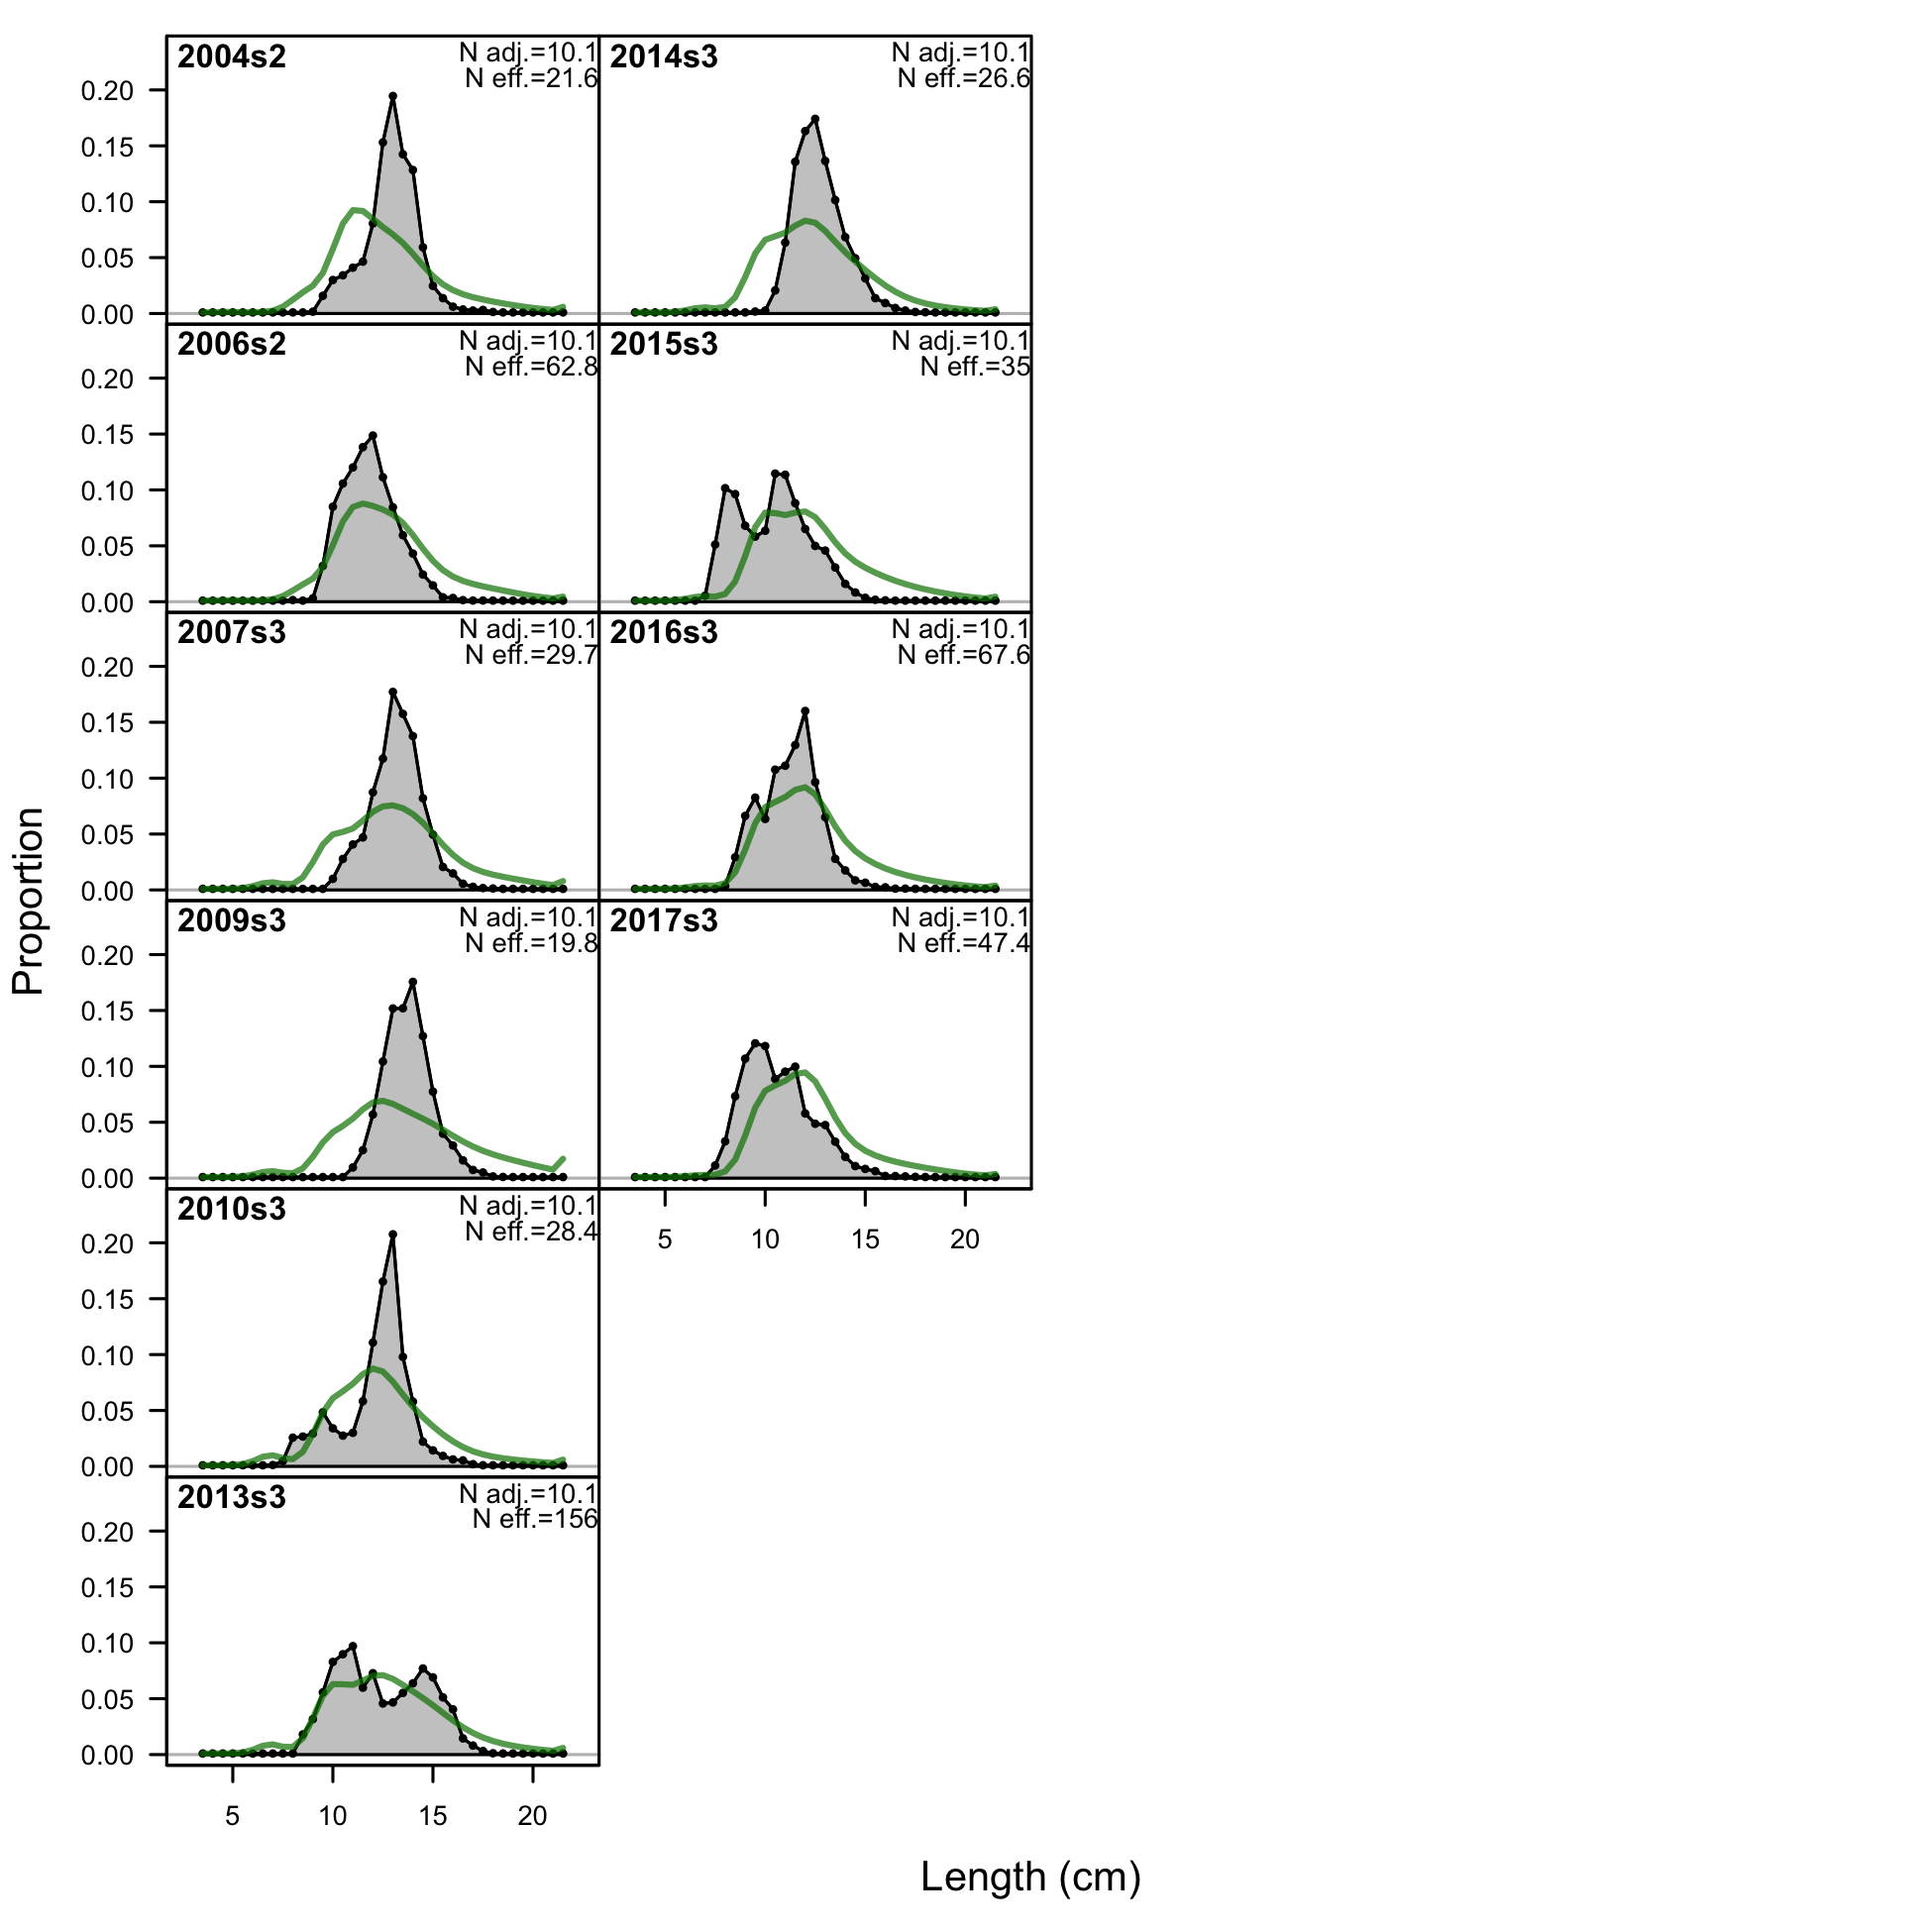 2004s2
N adj.=10.1
N eff.=21.6
0.20
0.15
0.10
0.05
0.00
2006s2
N adj.=10.1
N eff.=62.8
0.20
0.15
0.10
0.05
0.00
2007s3
N adj.=10.1
N eff.=29.7
0.20
0.15
0.10
0.05
0.00
2009s3
N adj.=10.1
N eff.=19.8
0.20
0.15
0.10
0.05
0.00
2010s3
N adj.=10.1
N eff.=28.4
0.20
0.15
0.10
0.05
0.00
2013s3
N adj.=10.1
N eff.=156
0.20
0.15
0.10
0.05
0.00
5 10 15 20
2014s3
N adj.=10.1
N eff.=26.6
2015s3
N adj.=10.1
N eff.=35
2016s3
N adj.=10.1
N eff.=67.6
2017s3
N adj.=10.1
N eff.=47.4
5 10 15 20
Proportion
Length (cm)